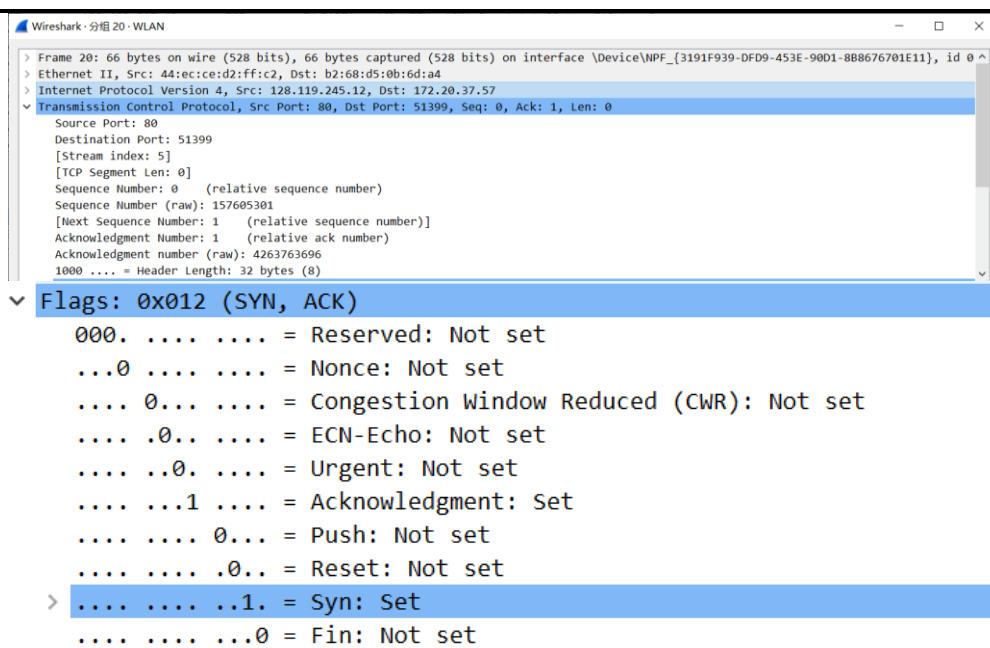 Wireshark · 分组 20 · WLAN
Frame 20: 66 bytes on wire (528 bits), 66 bytes captured (528 bits) on interface \Device\NPF_{3191F939-DFD9-453E-90D1-8B8676701E11}, id 0
Ethernet II, Src: 44:ec:ce:d2:ff:c2, Dst: b2:68:d5:0b:6d:a4
Internet Protocol Version 4, Src: 128.119.245.12, Dst: 172.20.37.57
Transmission Control Protocol, Src Port: 80, Dst Port: 51399, Seq: 0, Ack: 1, Len: 0
Source Port: 80
Destination Port: 51399
[Stream index: 5]
[TCP Segment Len: 0]
Sequence Number: 0    (relative sequence number)
Sequence Number (raw): 157605301
[Next Sequence Number: 1    (relative sequence number)]
Acknowledgment Number: 1    (relative ack number)
Acknowledgment number (raw): 4263763696
1000 .... = Header Length: 32 bytes (8)
Flags: 0x012 (SYN, ACK)
000. .... .... = Reserved: Not set
...0 .... .... = Nonce: Not set
.... 0... .... = Congestion Window Reduced (CWR): Not set
.... .0.. .... = ECN-Echo: Not set
.... ..0. .... = Urgent: Not set
.... ...1 .... = Acknowledgment: Set
.... .... 0... = Push: Not set
.... .... .0.. = Reset: Not set
.... .... ..1. = Syn: Set
.... .... ...0 = Fin: Not set